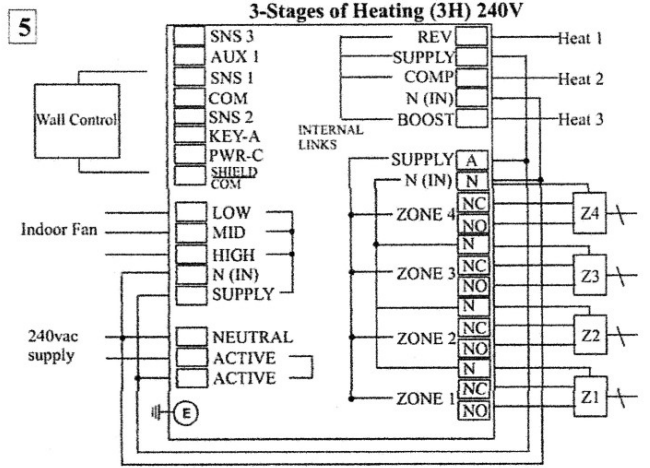 3-Stages of Heating (3H) 240V
5
SNS 3
AUX 1
SNS 1
COM
SNS 2
KEY-A
PWR-C
SHIELD
COM
Wall Control
LOW
MID
HIGH
N (IN)
SUPPLY
Indoor Fan
240vac
supply
NEUTRAL
ACTIVE
ACTIVE
E
REV
SUPPLY
COMP
N (IN)
BOOST
INTERNAL
LINKS
Heat 1
Heat 2
Heat 3
SUPPLY A
N (IN) N
ZONE 4 NC
NO
N
ZONE 3 NC
NO
N
ZONE 2 NC
NO
N
ZONE 1 NC
NO
Z4
Z3
Z2
Z1